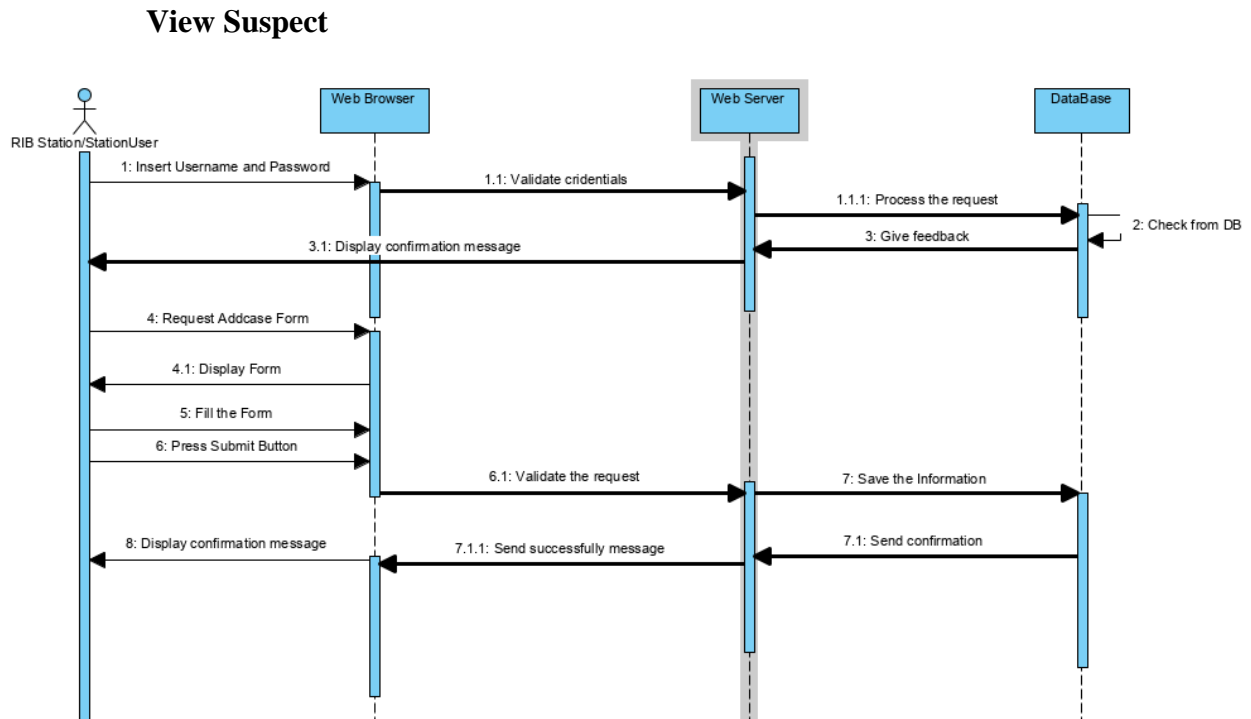 View Suspect
Web Browser
Web Server
DataBase
RIB Station/StationUser
1: Insert Username and Password
1.1: Validate cridentials
1.1.1: Process the request
2: Check from DB
3: Give feedback
3.1: Display confirmation message
4: Request Addcase Form
4.1: Display Form
5: Fill the Form
6: Press Submit Button
6.1: Validate the request
7: Save the Information
7.1: Send confirmation
7.1.1: Send successfully message
8: Display confirmation message